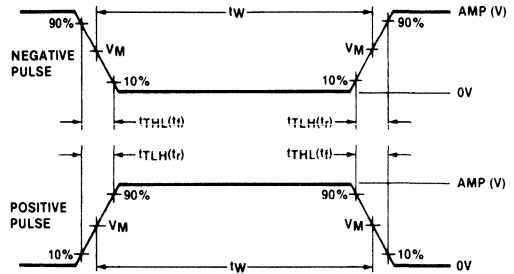 tW
AMP (V)
90% 90%
NEGATIVE
PULSE
VM VM
10% 10%
0V
tTHL(tf) tTLH(tr)
tTLH(tr) tTHL(tf)
90% 90%
AMP (V)
POSITIVE
PULSE
VM VM
10% 10%
tW
0V